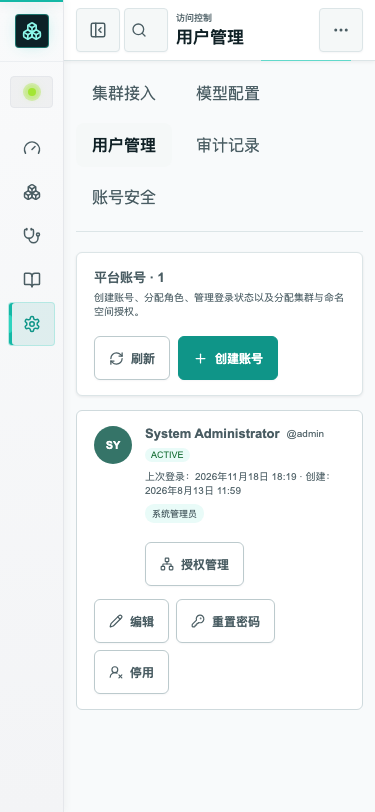 访问控制
用户管理
集群接入
模型配置
用户管理
审计记录
账号安全
平台账号 · 1
创建账号、分配角色、管理登录状态以及分配集群与命名
空间授权。
刷新
创建账号
SY
System Administrator @admin
ACTIVE
上次登录： 2026年11月18日 18:19 · 创建：
2026年8月13日 11:59
系统管理员
授权管理
编辑
重置密码
停用